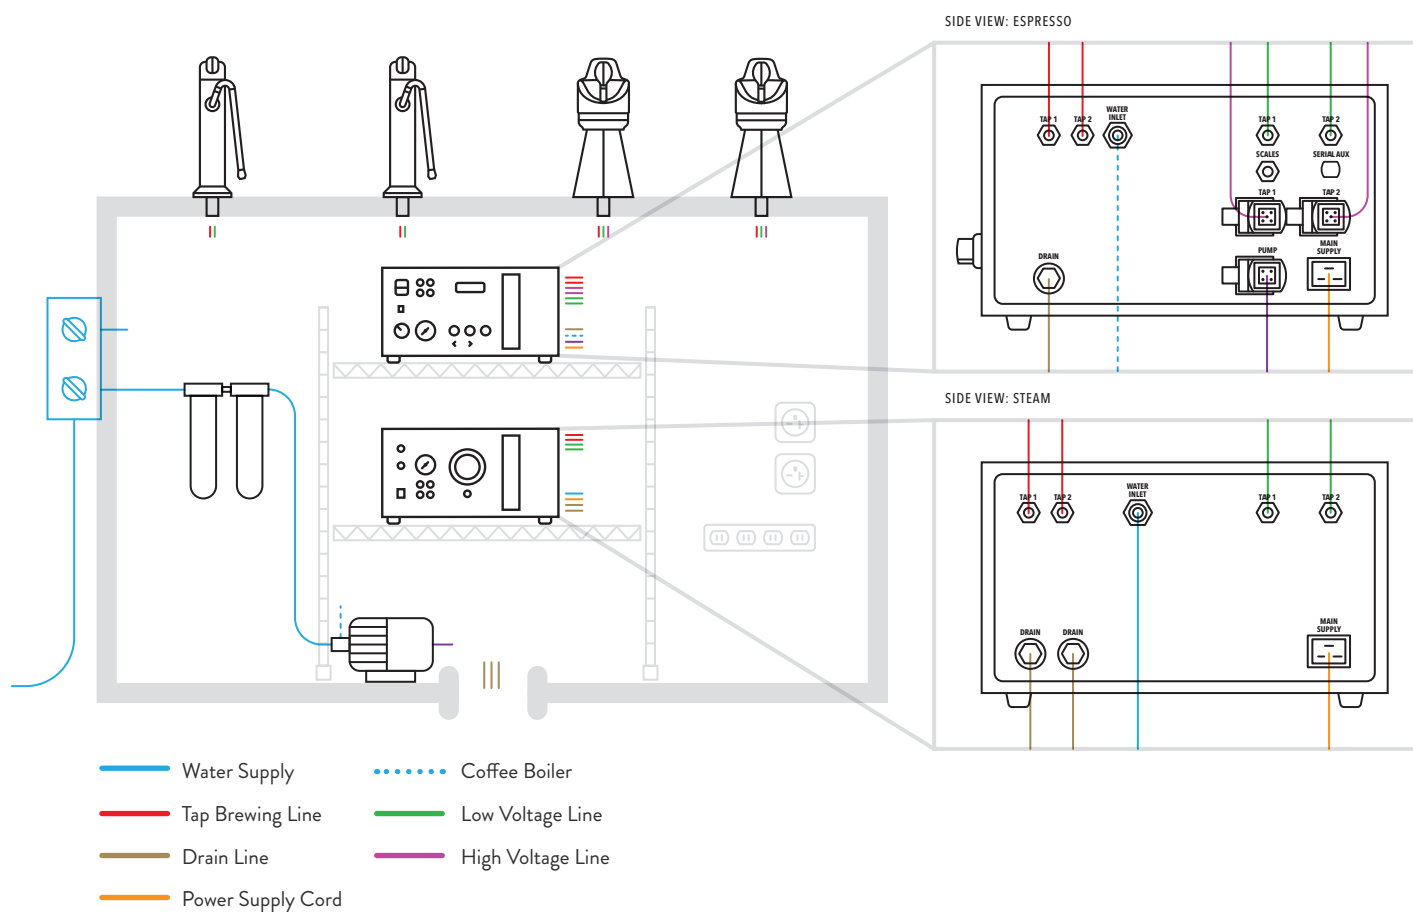 SIDE VIEW: ESPRESSO
WATER
INLET
TAP 1
TAP 2
TAP 1
TAP 2
SCALES
SERIAL AUX
TAP 1
TAP 2
DRAIN
PUMP
MAIN
SUPPLY
SIDE VIEW: STEAM
TAP 1
TAP 2
WATER
INLET
TAP 1
TAP 2
DRAIN
DRAIN
MAIN
SUPPLY
Water Supply
Coffee Boiler
Tap Brewing Line
Low Voltage Line
Drain Line
High Voltage Line
Power Supply Cord